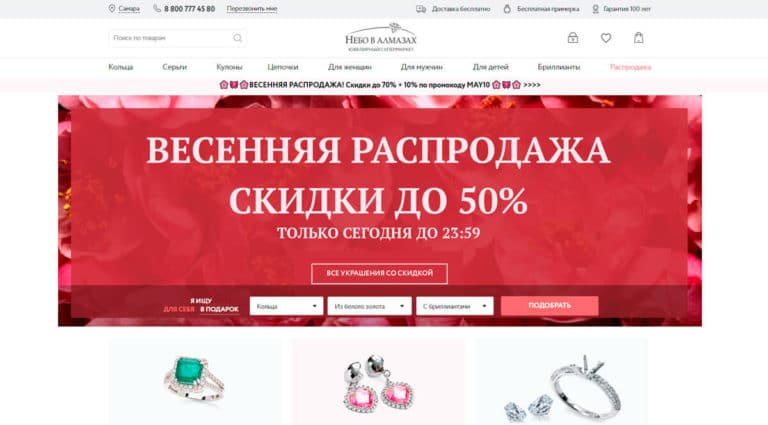 Самара 8 800 777 45 80 Перезвонить мне Доставка бесплатно Бесплатная примерка Гарантия 100 лет
Поиск по товарам
НЕБО В АЛМАЗАХ
ЮВЕЛИРНЫЙ СУПЕРМАРКЕТ
Кольца Серьги Кулоны Цепочки Для женщин Для мужчин Для детей Бриллианты Распродажа
ВЕСЕННЯЯ РАСПРОДАЖА! Скидки до 70% + 10% по промокоду MAY10 >>>>
ВЕСЕННЯЯ РАСПРОДАЖА
СКИДКИ ДО 50%
ТОЛЬКО СЕГОДНЯ ДО 23:59
ВСЕ УКРАШЕНИЯ СО СКИДКОЙ
Я ИЩУ
ДЛЯ СЕБЯ В ПОДАРОК Кольца Из белого золота С бриллиантами ПОДОБРАТЬ